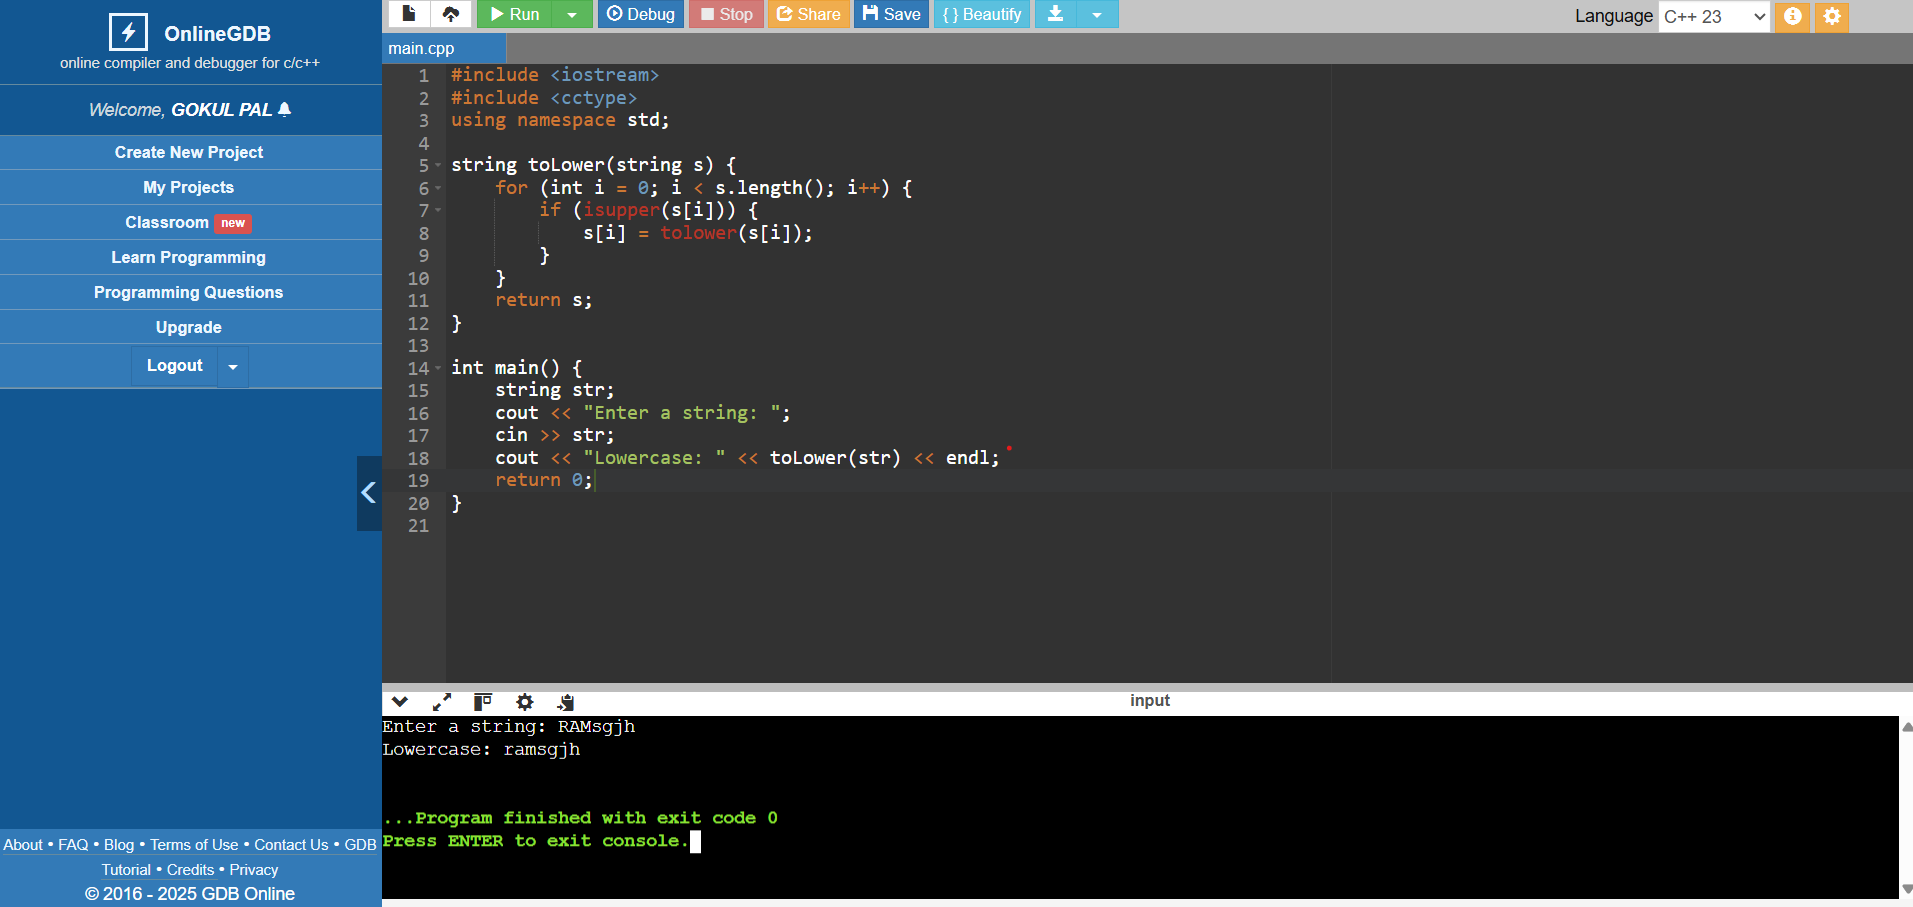 OnlineGDB
online compiler and debugger for c/c++
Welcome, GOKUL PAL
Create New Project
My Projects
Classroom new
Learn Programming
Programming Questions
Upgrade
Logout
About • FAQ • Blog • Terms of Use • Contact Us • GDB
Tutorial • Credits • Privacy
© 2016 - 2025 GDB Online
Run Debug Stop Share Save { } Beautify
Language C++ 23
main.cpp
1 #include <iostream>
2 #include <cctype>
3 using namespace std;
4
5 string toLower(string s) {
6     for (int i = 0; i < s.length(); i++) {
7         if (isupper(s[i])) {
8             s[i] = tolower(s[i]);
9         }
10     }
11     return s;
12 }
13
14 int main() {
15     string str;
16     cout << "Enter a string: ";
17     cin >> str;
18     cout << "Lowercase: " << toLower(str) << endl;
19     return 0;
20 }
21
input
Enter a string: RAMsgjh
Lowercase: ramsgjh
...Program finished with exit code 0
Press ENTER to exit console.